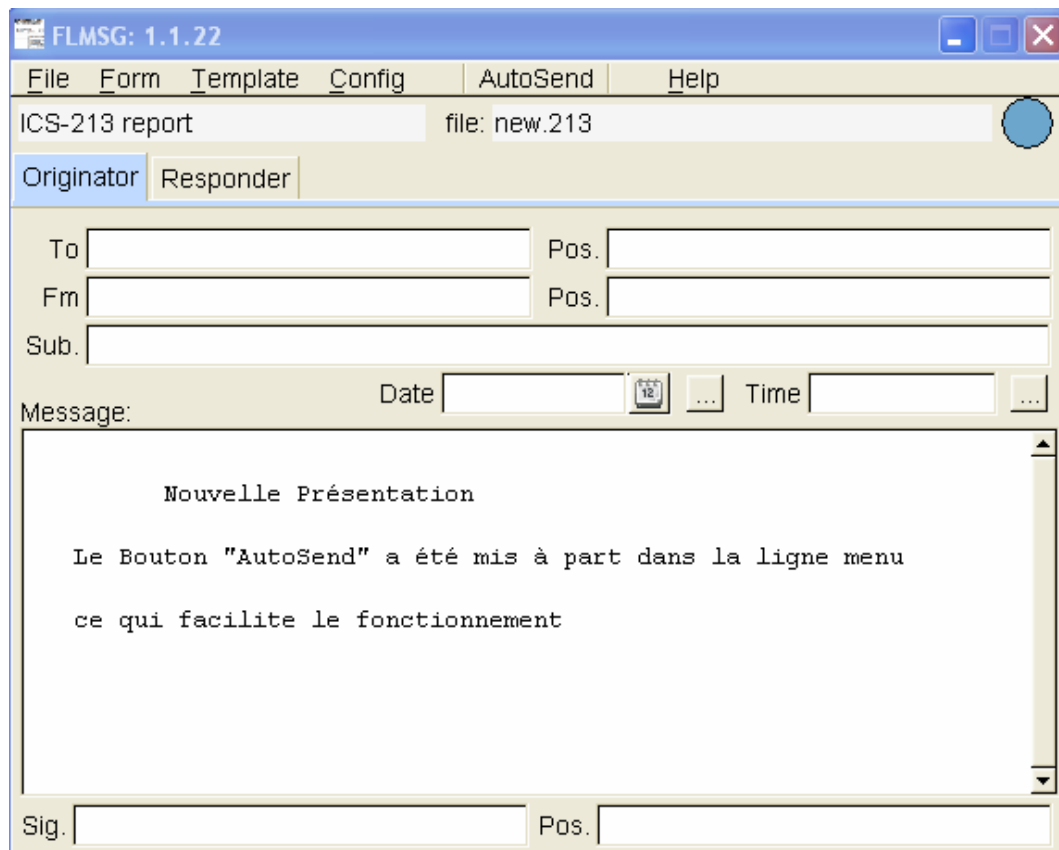 FLMSG: 1.1.22
File Form Template Config AutoSend Help
ICS-213 report file: new.213
Originator Responder
To Pos.
Fm Pos.
Sub.
Date 12 ... Time ...
Message:
Nouvelle Présentation
Le Bouton "AutoSend" a été mis à part dans la ligne menu
ce qui facilite le fonctionnement
Sig. Pos.